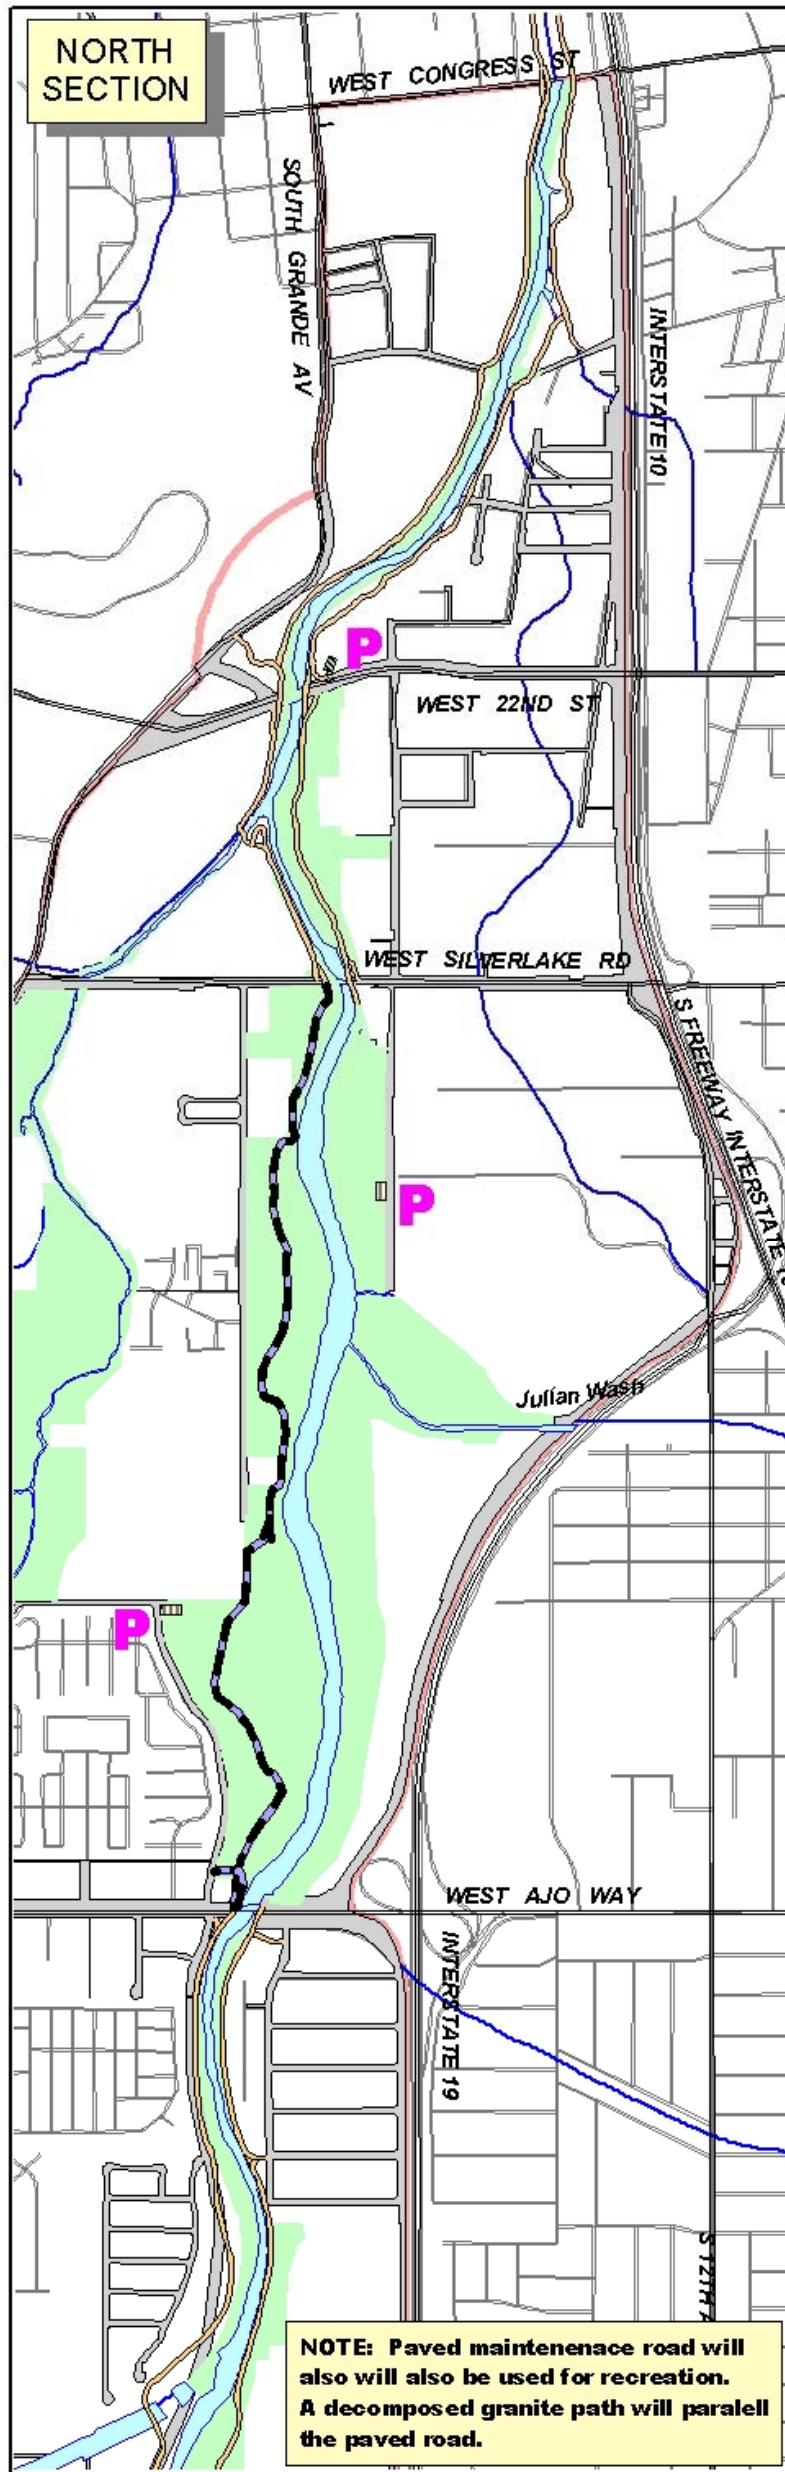 NORTH
SECTION
WEST CONGRESS ST
SOUTH GRANDE AV
INTERSTATE 10
P
WEST 22ND ST
WEST SILVERLAKE RD
S FREEWAY INTERSTATE 10
P
Julian Wash
P
WEST AJO WAY
INTERSTATE 19
S 12TH A
NOTE: Paved maintenenace road will
also will also be used for recreation.
A decomposed granite path will paralell
the paved road.